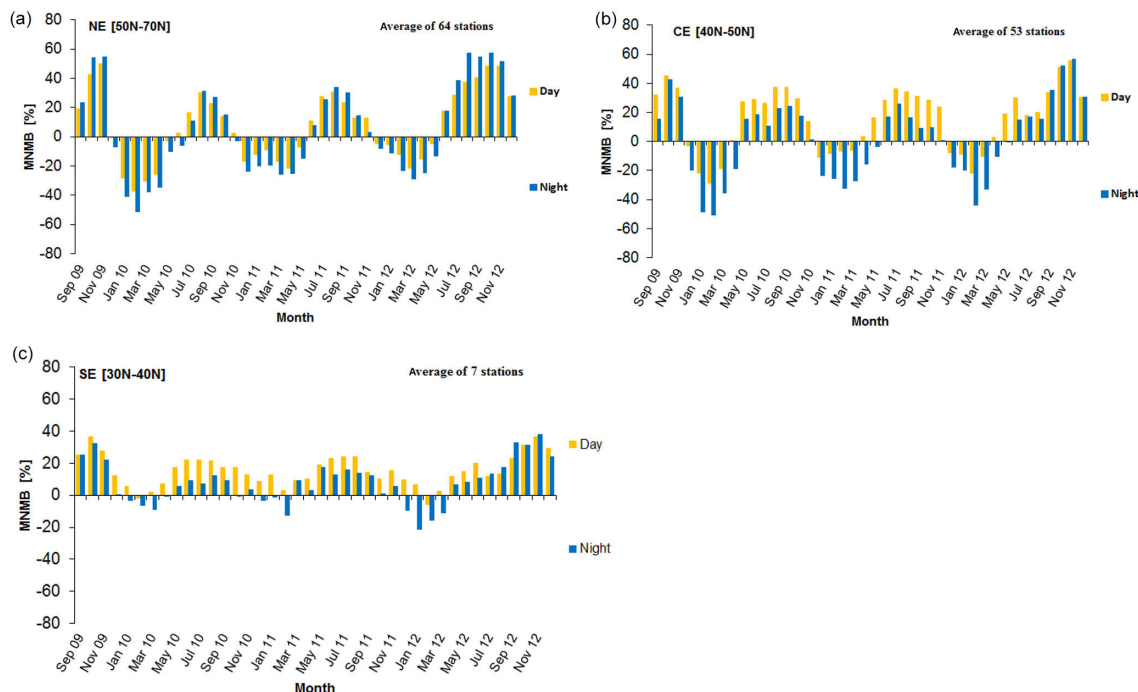 (a)
NE [50N-70N]
Average of 64 stations
80
60
40
20
0
-20
-40
-60
-80
MNMB [%]
Day
Night
Sep 09
Nov 09
Jan 10
Mar 10
May 10
Jul 10
Sep 10
Nov 10
Jan 11
Mar 11
May 11
Jul 11
Sep 11
Nov 11
Jan 12
Mar 12
May 12
Jul 12
Sep 12
Nov 12
Month
(b)
CE [40N-50N]
Average of 53 stations
80
60
40
20
0
-20
-40
-60
-80
MNMB [%]
Day
Night
Sep 09
Nov 09
Jan 10
Mar 10
May 10
Jul 10
Sep 10
Nov 10
Jan 11
Mar 11
May 11
Jul 11
Sep 11
Nov 11
Jan 12
Mar 12
May 12
Jul 12
Sep 12
Nov 12
Month
(c)
SE [30N-40N]
Average of 7 stations
80
60
40
20
0
-20
-40
-60
-80
MNMB [%]
Day
Night
Sep 09
Nov 09
Jan 10
Mar 10
May 10
Jul 10
Sep 10
Nov 10
Jan 11
Mar 11
May 11
Jul 11
Sep 11
Nov 11
Jan 12
Mar 12
May 12
Jul 12
Sep 12
Nov 12
Month